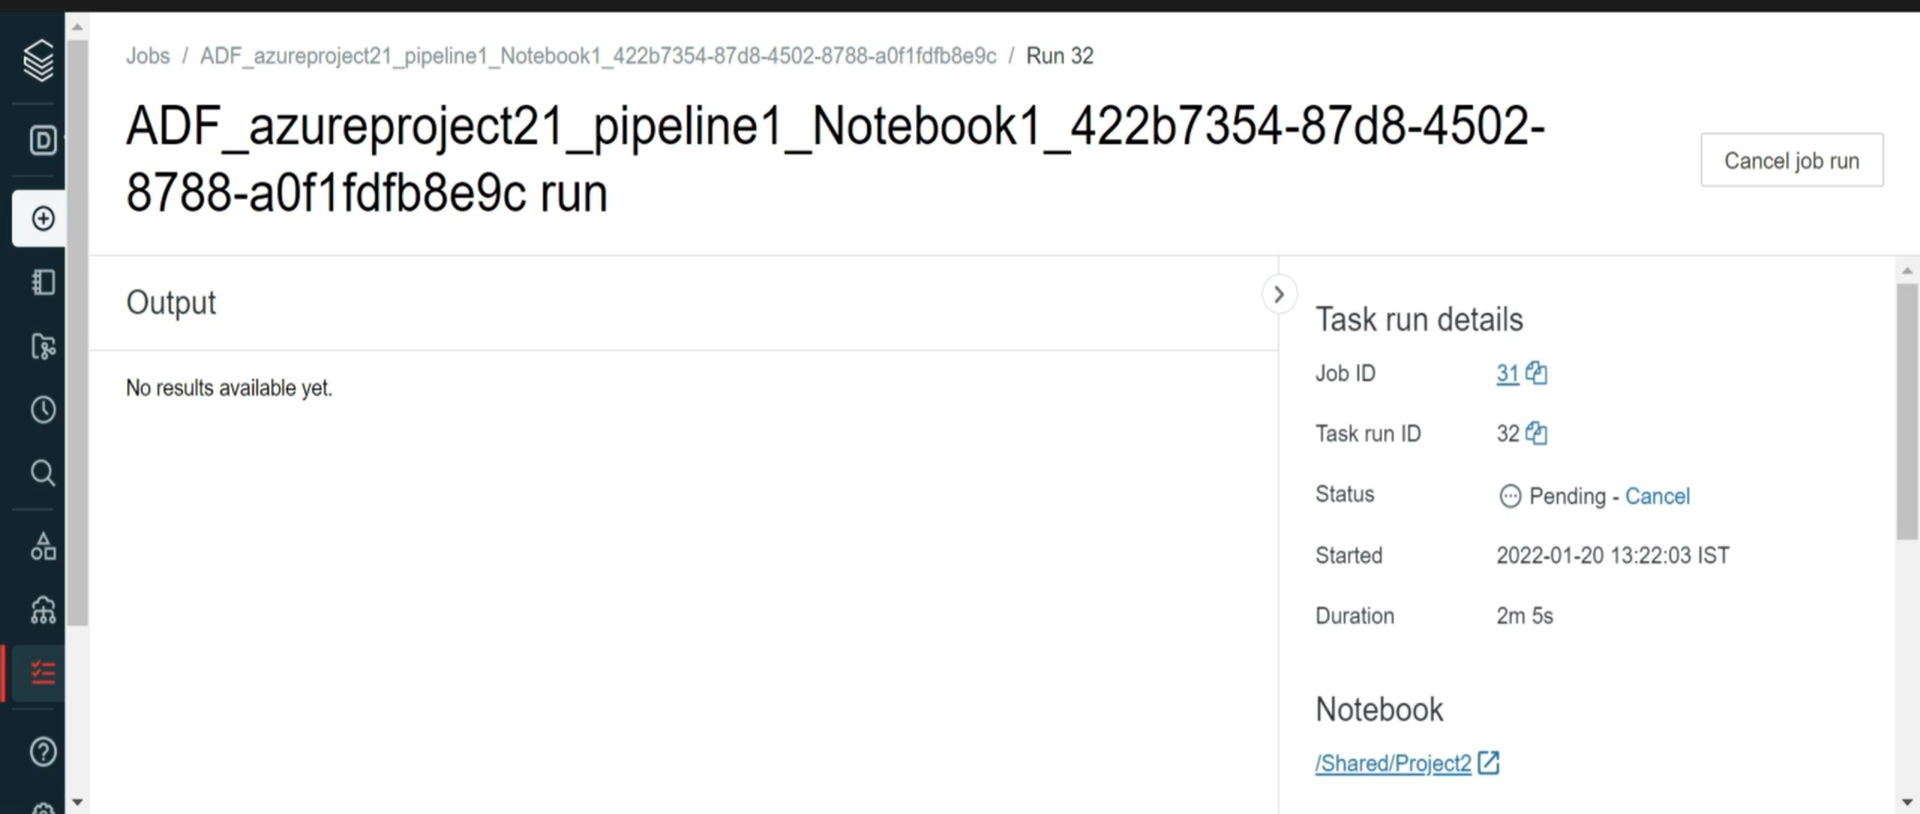 Jobs / ADF_azureproject21_pipeline1_Notebook1_422b7354-87d8-4502-8788-a0f1fdfb8e9c / Run 32
ADF_azureproject21_pipeline1_Notebook1_422b7354-87d8-4502-
8788-a0f1fdfb8e9c run
Cancel job run
D
Output
No results available yet.
Task run details
Job ID 31
Task run ID 32
Status Pending - Cancel
Started 2022-01-20 13:22:03 IST
Duration 2m 5s
Notebook
/Shared/Project2